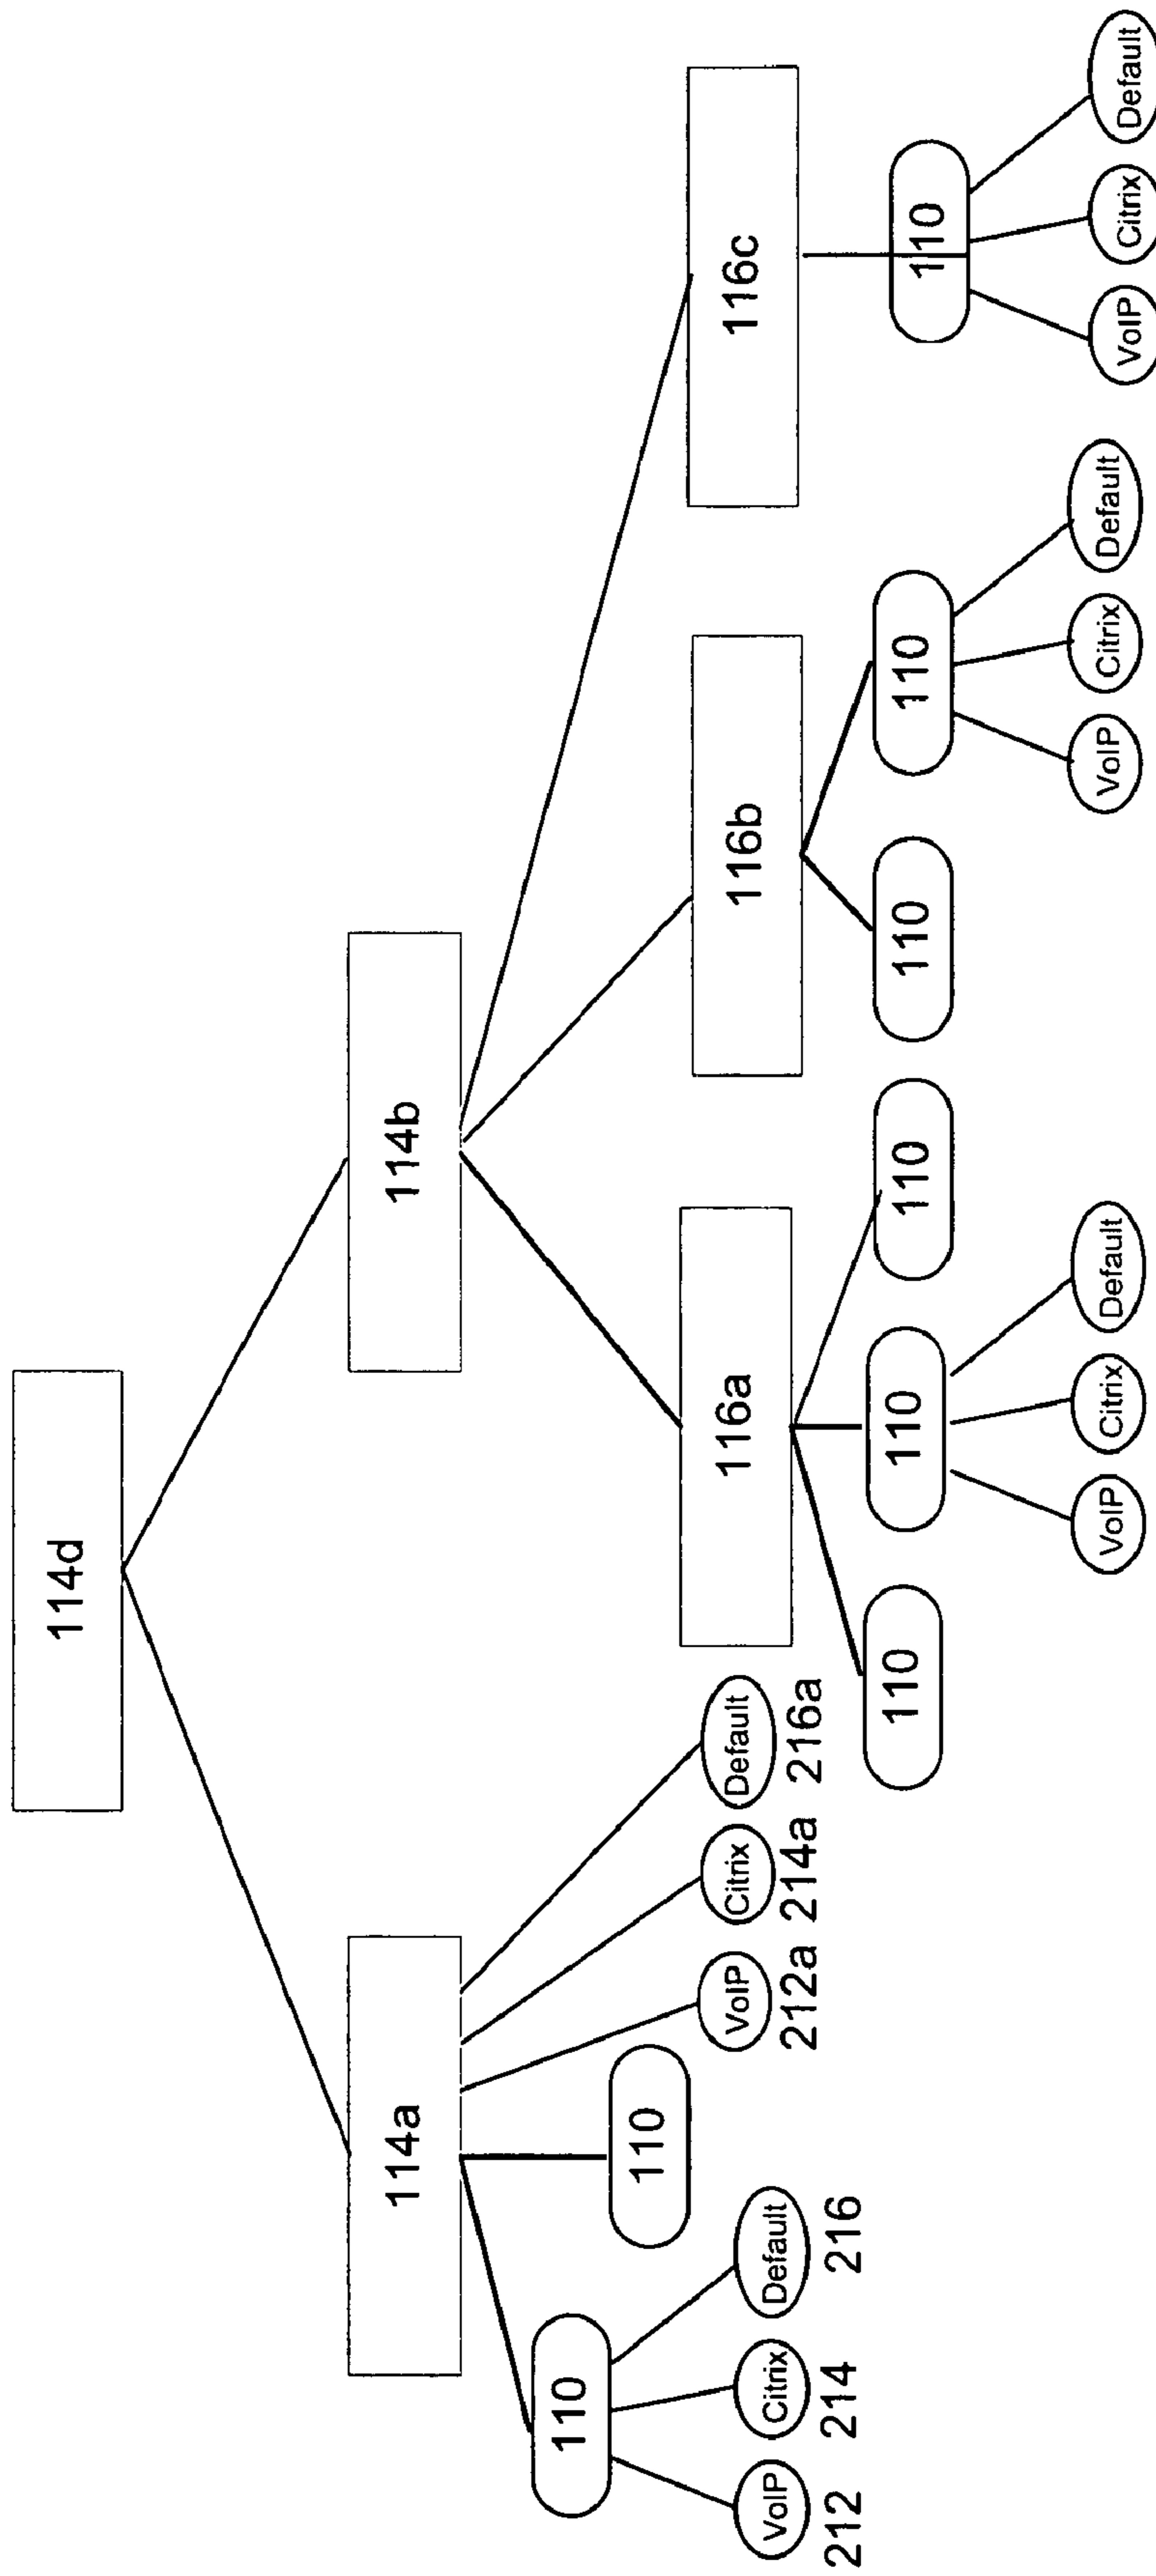 114d
114a
114b
110
110
VoIP
Citrix
Default
212
214
216
VoIP
Citrix
Default
212a
214a
216a
116a
116b
116c
110
110
110
110
110
110
VoIP
Citrix
Default
VoIP
Citrix
Default
VoIP
Citrix
Default